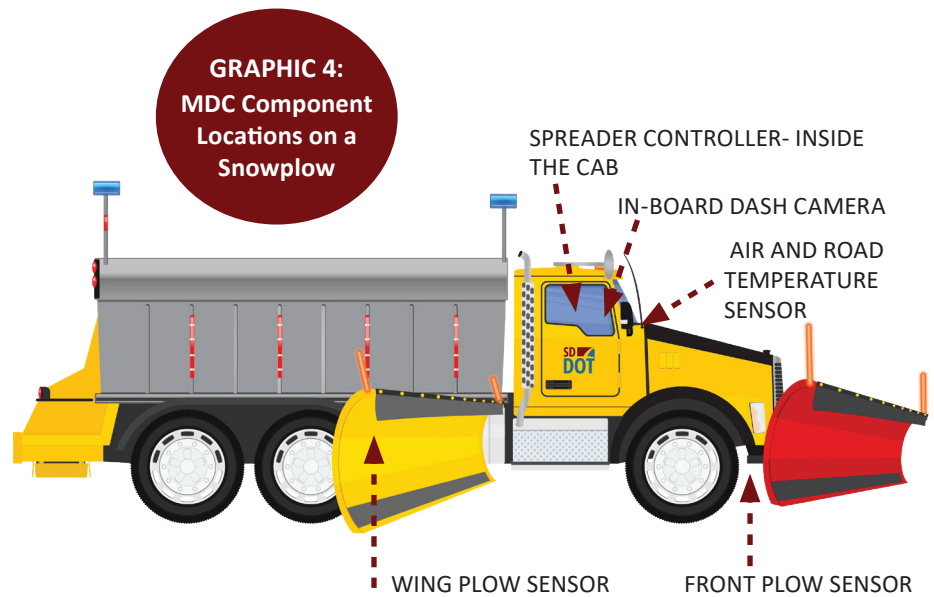 GRAPHIC 4:
MDC Component
Locations on a
Snowplow
SPREADER CONTROLLER- INSIDE
THE CAB
IN-BOARD DASH CAMERA
AIR AND ROAD
TEMPERATURE
SENSOR
SD
DOT
WING PLOW SENSOR
FRONT PLOW SENSOR